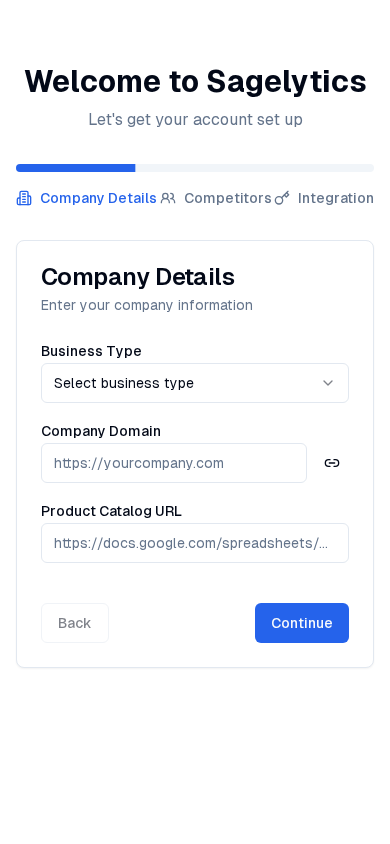 Welcome to Sagelytics
Let's get your account set up
Company Details Competitors Integration
Company Details
Enter your company information
Business Type
Select business type
Company Domain
https://yourcompany.com
Product Catalog URL
https://docs.google.com/spreadsheets/...
Back Continue